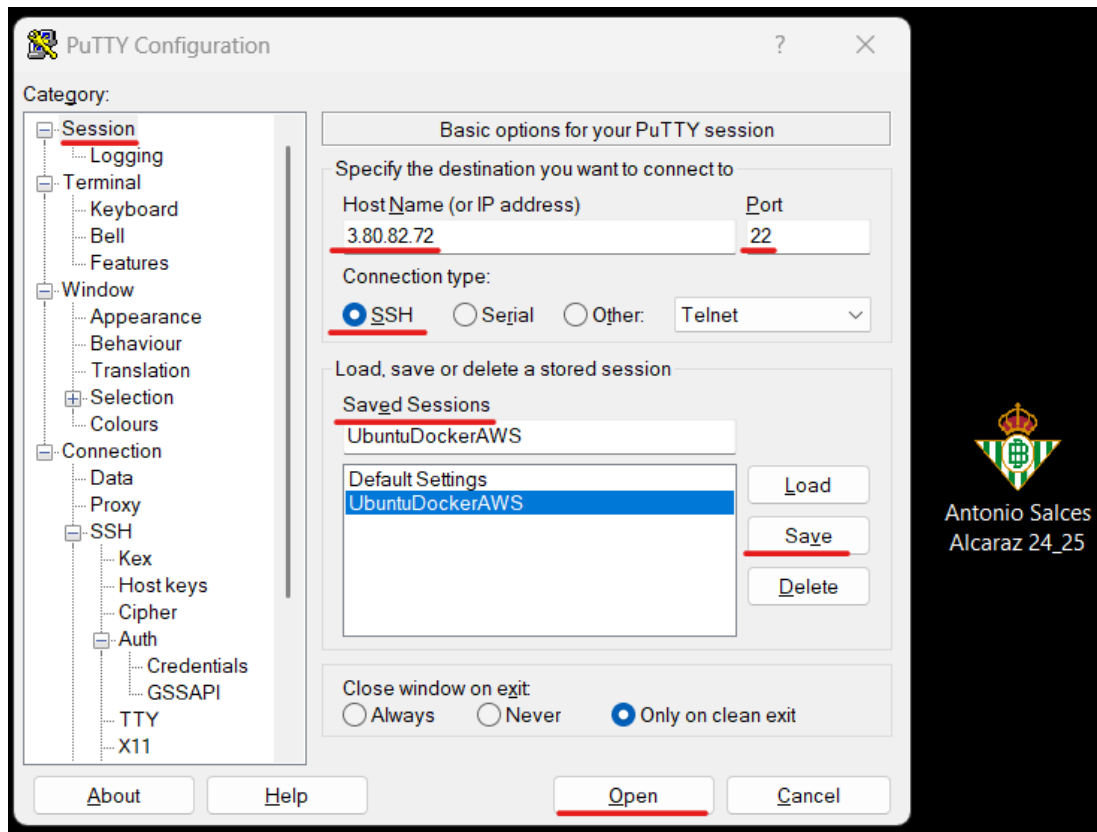 PuTTY Configuration
?
Category:
Session
Logging
Terminal
Keyboard
Bell
Features
Window
Appearance
Behaviour
Translation
Selection
Colours
Connection
Data
Proxy
SSH
Kex
Host keys
Cipher
Auth
Credentials
GSSAPI
TTY
X11
Basic options for your PuTTY session
Specify the destination you want to connect to
Host Name (or IP address) Port
3.80.82.72 22
Connection type:
SSH Serial Other: Telnet
Load, save or delete a stored session
Saved Sessions
UbuntuDockerAWS
Default Settings
UbuntuDockerAWS
Load
Save
Delete
Close window on exit:
Always Never Only on clean exit
About Help Open Cancel
Antonio Salces
Alcaraz 24_25